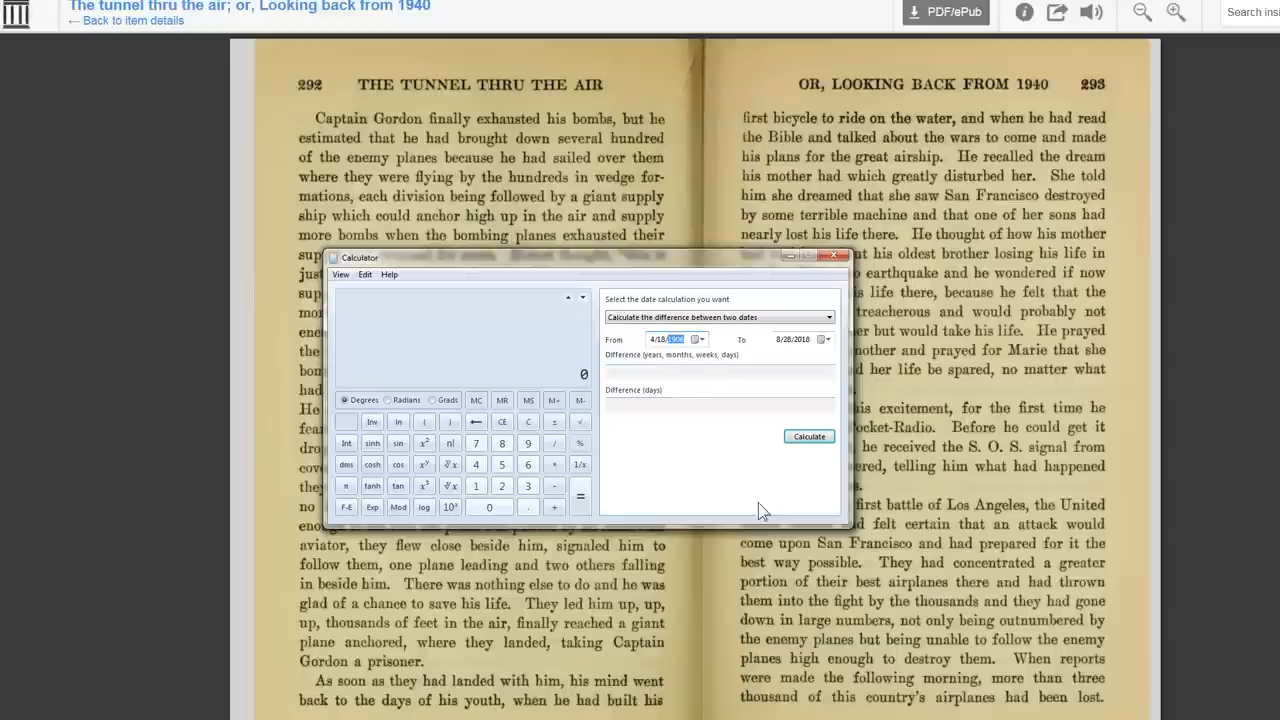 The tunnel thru the air; or, Looking back from 1940
← Back to item details
PDF/ePub
Search insi
292 THE TUNNEL THRU THE AIR
Captain Gordon finally exhausted his bombs, but he
estimated that he had brought down several hundred
of the enemy planes because he had sailed over them
where they were flying by the hundreds in wedge for-
mations, each division being followed by a giant supply
ship which could anchor high up in the air and supply
more bombs when the bombing planes exhausted their
sup
just
sup
mor
ene
the
bom
had
He
fear
dro
cove
they
no
enough
aviator, they flew close beside him, signaled him to
follow them, one plane leading and two others falling
in beside him. There was nothing else to do and he was
glad of a chance to save his life. They led him up, up,
up, thousands of feet in the air, finally reached a giant
plane anchored, where they landed, taking Captain
Gordon a prisoner.
As soon as they had landed with him, his mind went
back to the days of his youth, when he had built his
OR, LOOKING BACK FROM 1940 293
first bicycle to ride on the water, and when he had read
the Bible and talked about the wars to come and made
his plans for the great airship. He recalled the dream
his mother had which greatly disturbed her. She told
him she dreamed that she saw San Francisco destroyed
by some terrible machine and that one of her sons had
nearly lost his life there. He thought of how his mother
ut his oldest brother losing his life in
o earthquake and he wondered if now
is life there, because he felt that the
treacherous and would probably not
er but would take his life. He prayed
nother and prayed for Marie that she
d her life be spared, no matter what
.
his excitement, for the first time he
ocket-Radio. Before he could get it
he received the S. O. S. signal from
ered, telling him what had happened
s.
first battle of Los Angeles, the United
d felt certain that an attack would
come upon San Francisco and had prepared for it the
best way possible. They had concentrated a greater
portion of their best airplanes there and had thrown
them into the fight by the thousands and they had gone
down in large numbers, not only being outnumbered by
the enemy planes but being unable to follow the enemy
planes high enough to destroy them. When reports
were made the following morning, more than three
thousand of this country's airplanes had been lost.
Calculator
View Edit Help
0
Degrees Radians Grads MC MR MS M+ M-
Inv ln ( ) ← CE C ± √
Int sinh sin x² n! 7 8 9 / %
dms cosh cos xʸ ʸ√x 4 5 6 * 1/x
π tanh tan x³ ³√x 1 2 3 - =
F-E Exp Mod log 10ˣ 0 . +
Select the date calculation you want
Calculate the difference between two dates
From 4/18/1906 To 8/28/2018
Difference (years, months, weeks, days)
Difference (days)
Calculate